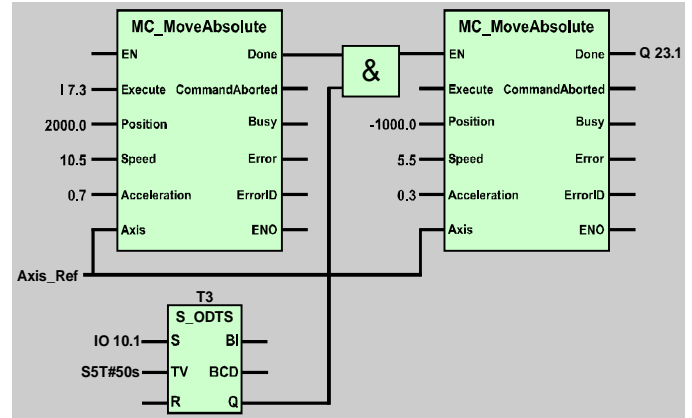 MC_MoveAbsolute
EN Done
I 7.3 Execute CommandAborted
2000.0 Position Busy
10.5 Speed Error
0.7 Acceleration ErrorID
Axis ENO
&
MC_MoveAbsolute
EN Done Q 23.1
Execute CommandAborted
-1000.0 Position Busy
5.5 Speed Error
0.3 Acceleration ErrorID
Axis ENO
Axis_Ref
T3
S_ODTS
IO 10.1 S BI
S5T#50s TV BCD
R Q